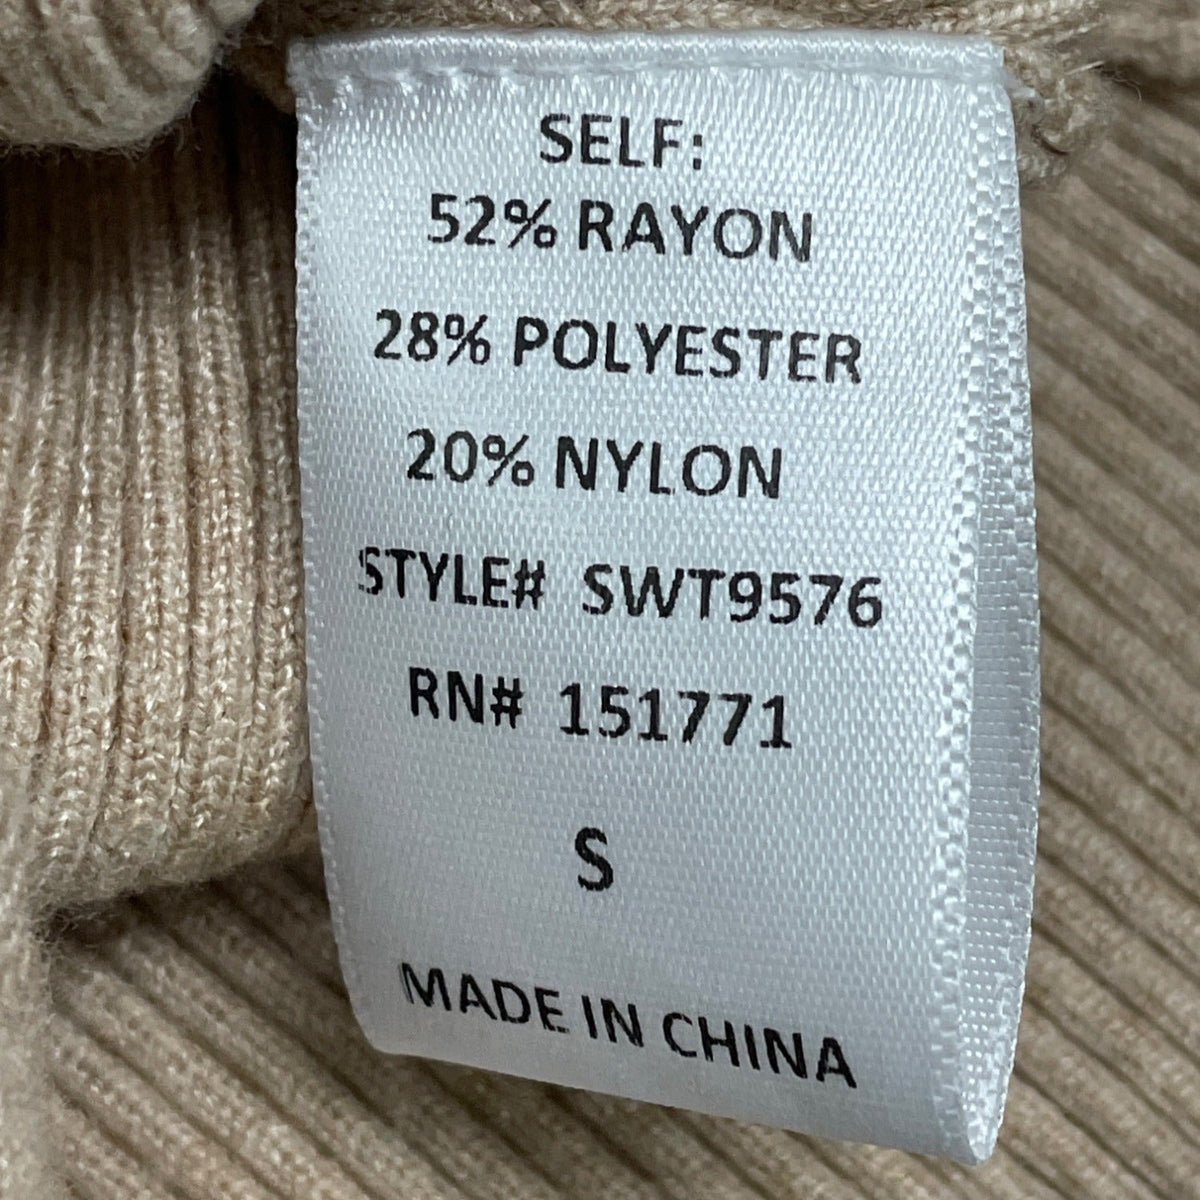 SELF:
52% RAYON
28% POLYESTER
20% NYLON
STYLE# SWT9576
RN# 151771
S
MADE IN CHINA